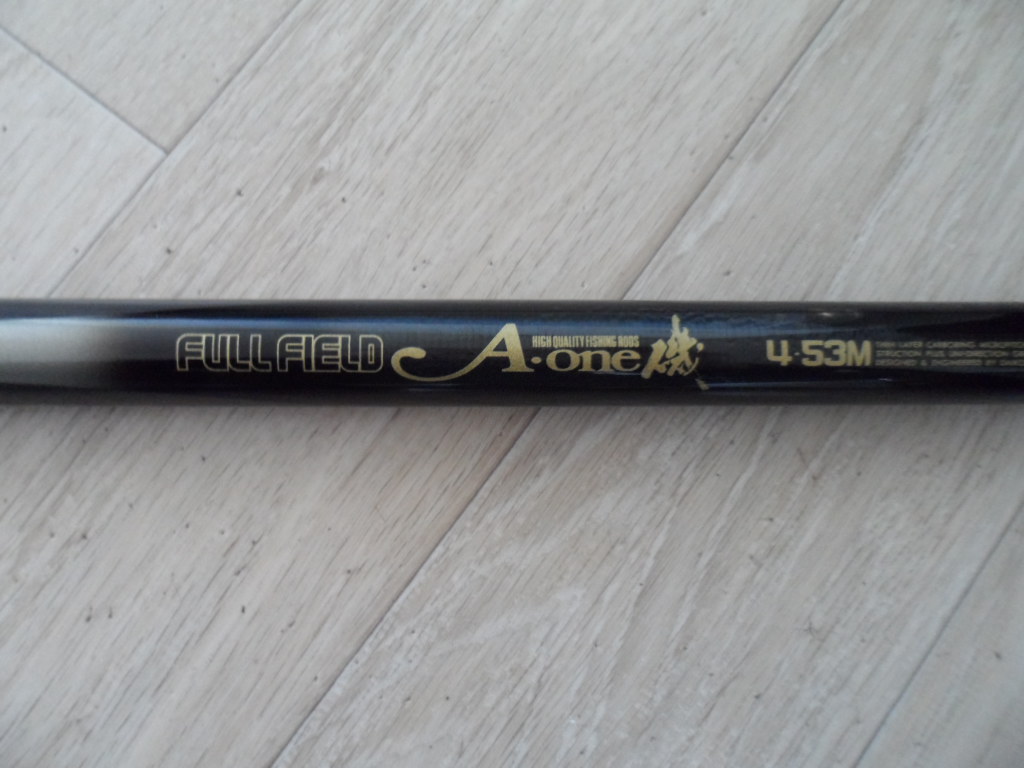 FULL FIELD A·one 磯 4·53M
HIGH QUALITY FISHING RODS